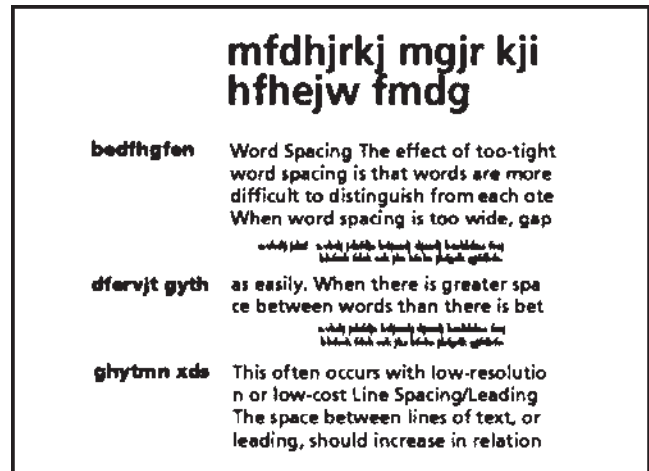 mfdhjrkj mgjr kji
hfhejw fmdg
bedfhgfen
Word Spacing The effect of too-tight
word spacing is that words are more
difficult to distinguish from each ote
When word spacing is too wide, gap
dfervjt gyth
as easily. When there is greater spa
ce between words than there is bet
ghytmn xds
This often occurs with low-resolutio
n or low-cost Line Spacing/Leading
The space between lines of text, or
leading, should increase in relation